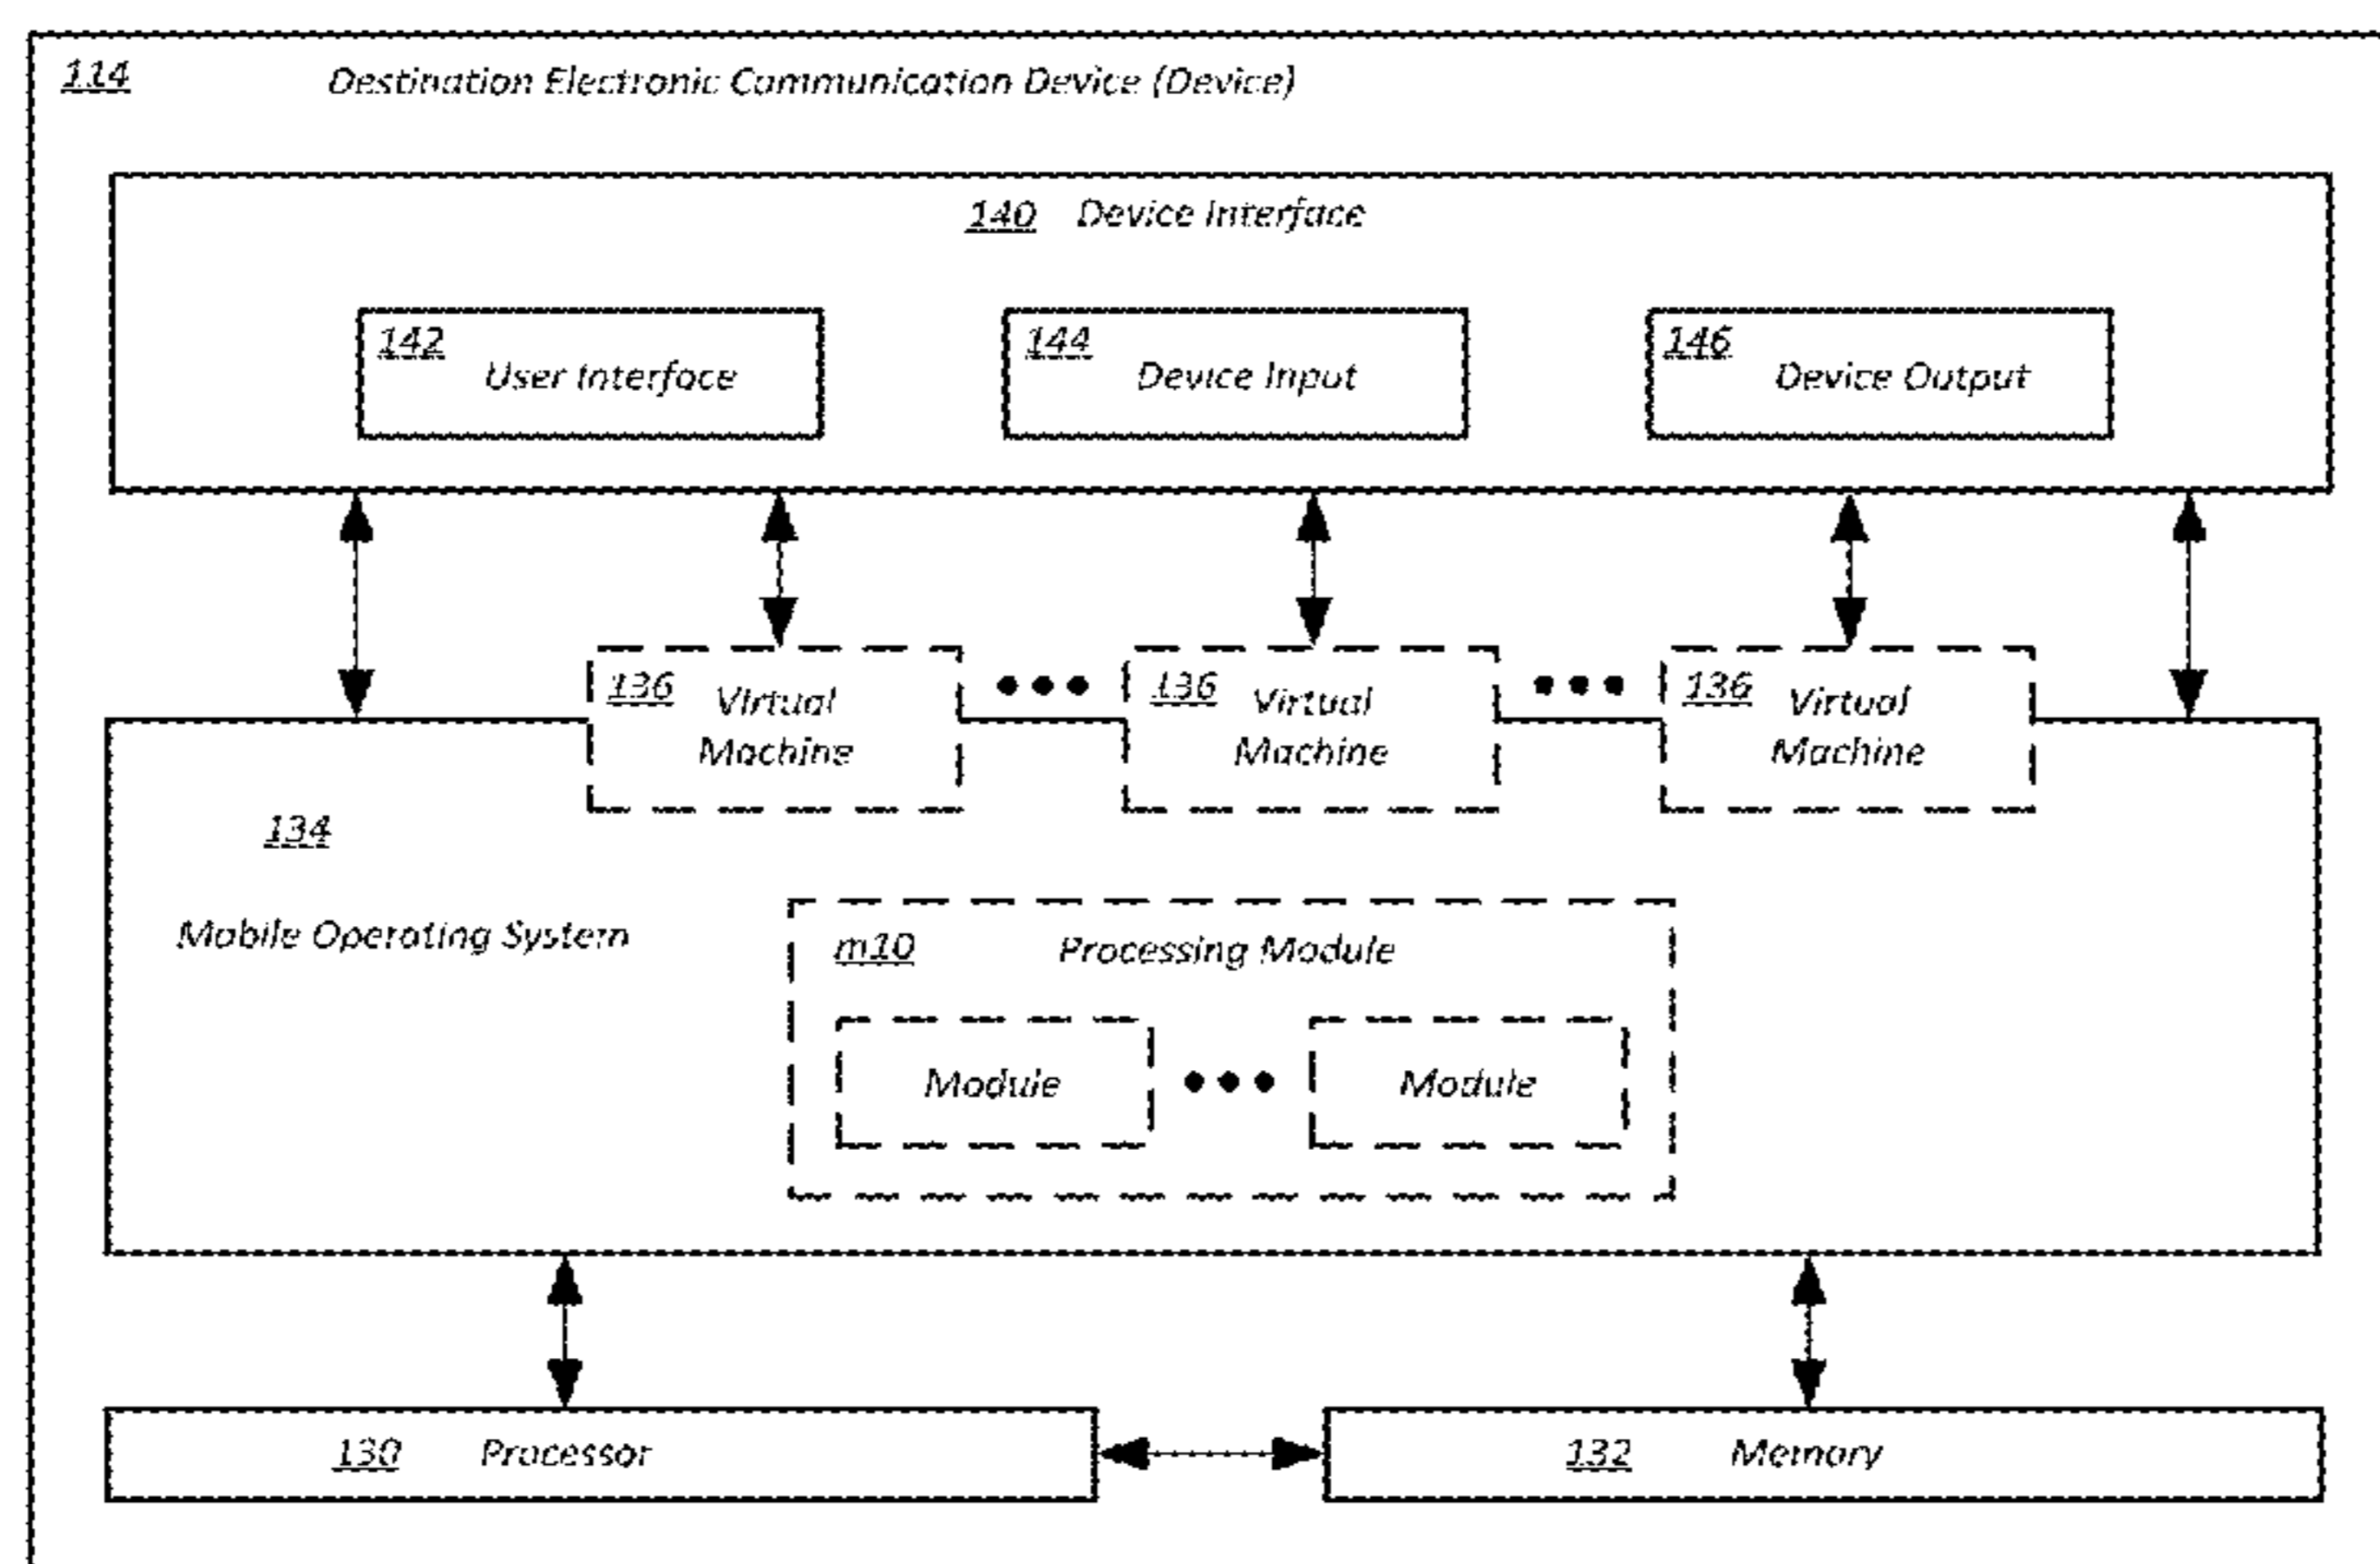 114 Destination Electronic Communication Device (Device)
140 Device Interface
142 User Interface
144 Device Input
146 Device Output
136 Virtual
Machine
136 Virtual
Machine
136 Virtual
Machine
134
Mobile Operating System
m10 Processing Module
Module
Module
130 Processor
132 Memory